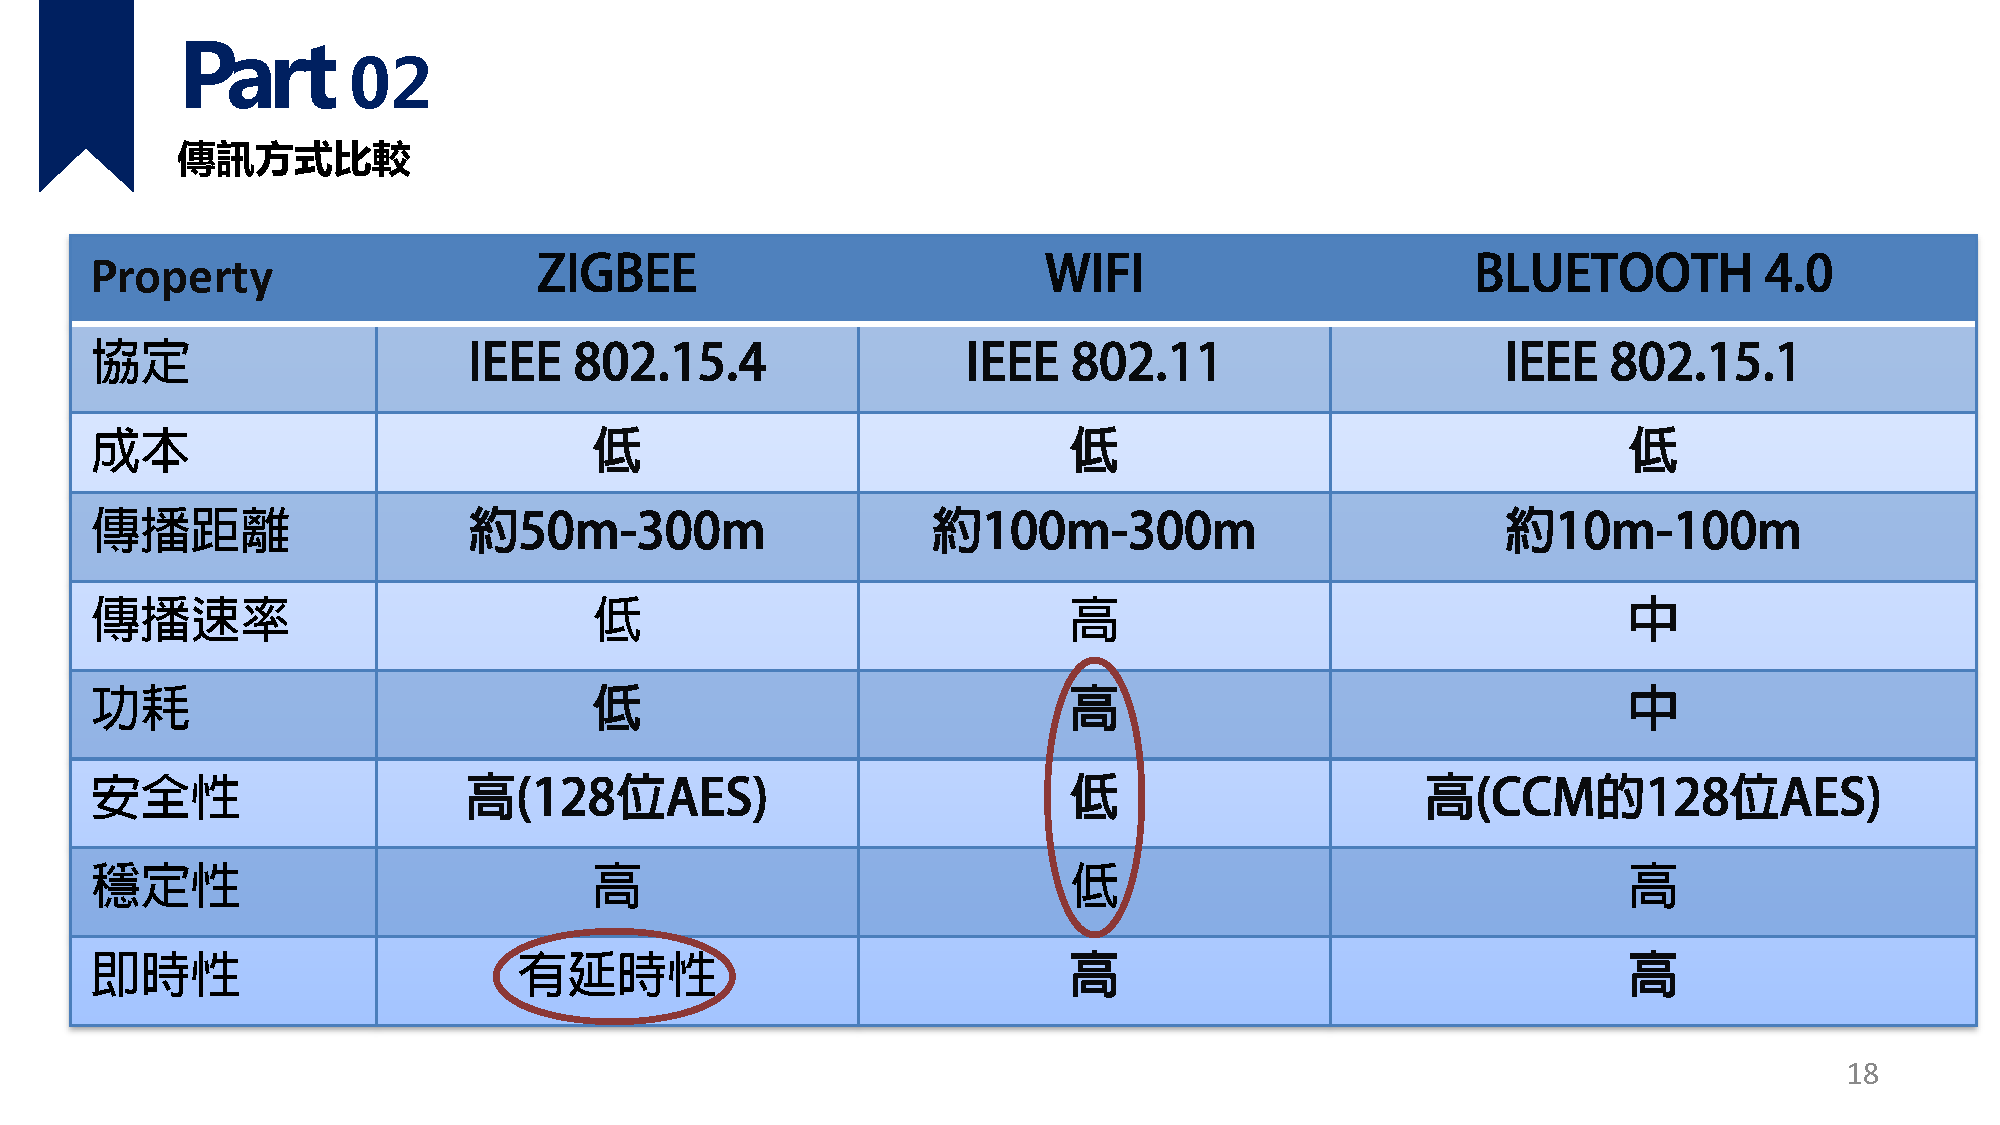 Part 02
傳訊方式比較
Property ZIGBEE WIFI BLUETOOTH 4.0
協定 IEEE 802.15.4 IEEE 802.11 IEEE 802.15.1
成本 低 低 低
傳播距離 約50m-300m 約100m-300m 約10m-100m
傳播速率 低 高 中
功耗 低 高 中
安全性 高(128位AES) 低 高(CCM的128位AES)
穩定性 高 低 高
即時性 有延時性 高 高
18